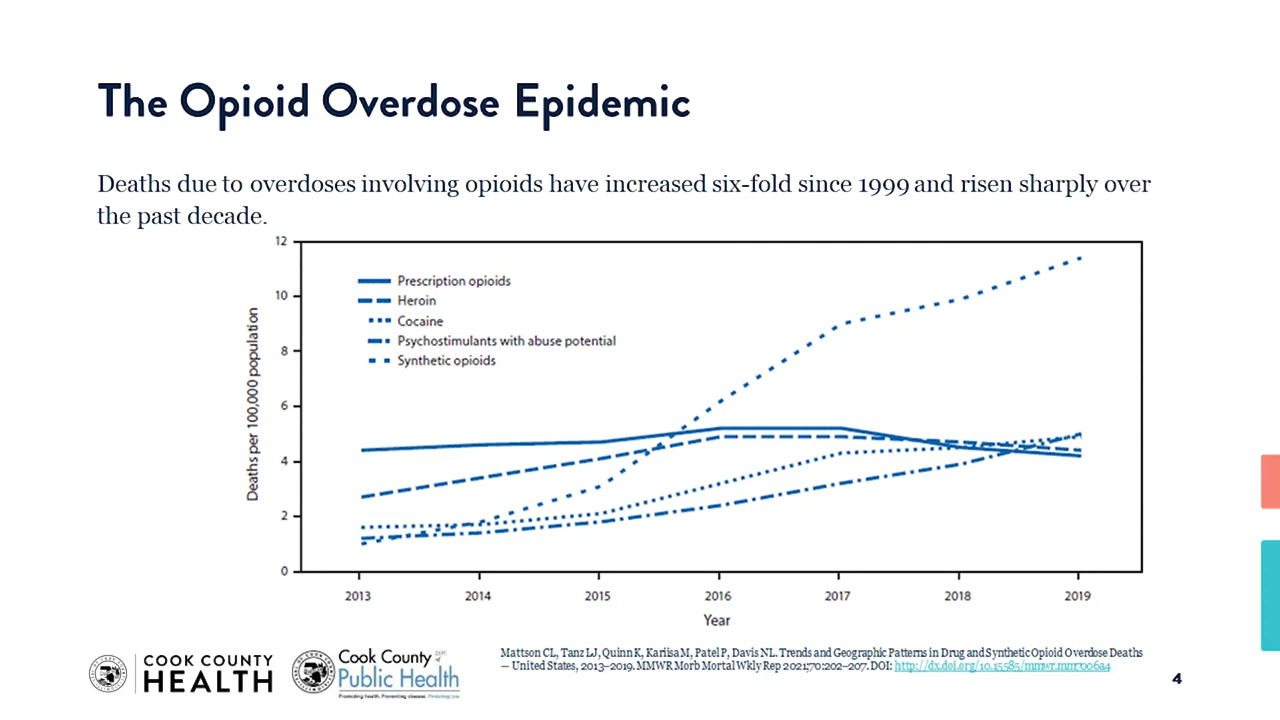 The Opioid Overdose Epidemic
Deaths due to overdoses involving opioids have increased six-fold since 1999 and risen sharply over
the past decade.
12
10
8
6
4
2
0
Deaths per 100,000 population
Prescription opioids
Heroin
Cocaine
Psychostimulants with abuse potential
Synthetic opioids
2013 2014 2015 2016 2017 2018 2019
Year
COOK COUNTY
HEALTH
Cook County DEPT. of
Public Health
Promoting health. Preventing disease. Protecting you.
Mattson CL, Tanz LJ, Quinn K, Kariisa M, Patel P, Davis NL. Trends and Geographic Patterns in Drug and Synthetic Opioid Overdose Deaths
— United States, 2013–2019. MMWR Morb Mortal Wkly Rep 2021;70:202–207. DOI: http://dx.doi.org/10.15585/mmwr.mm7006a4
4